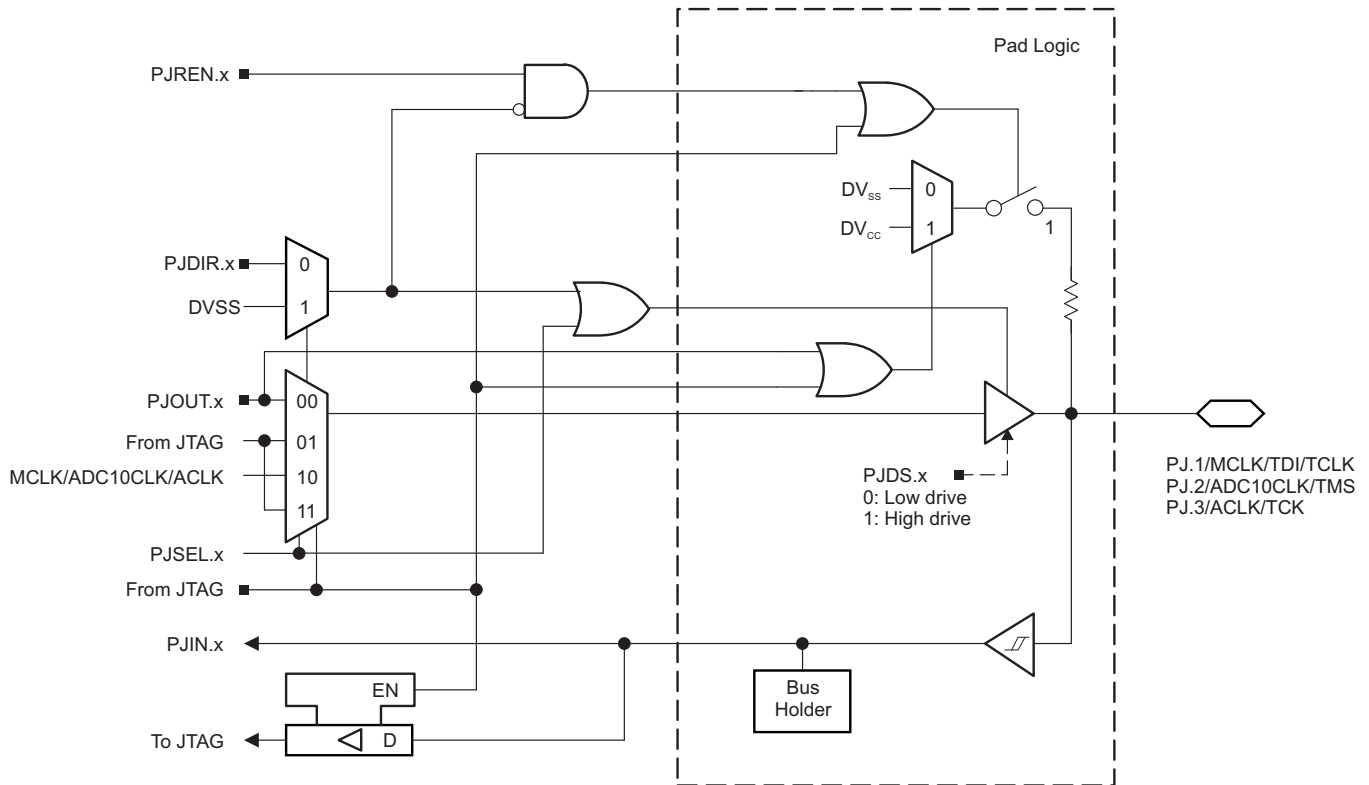 Pad Logic
PJREN.x
DVSS
0
DVCC
1
1
PJDIR.x
0
DVSS
1
PJOUT.x
00
From JTAG
01
MCLK/ADC10CLK/ACLK
10
11
PJDS.x
0: Low drive
1: High drive
PJ.1/MCLK/TDI/TCLK
PJ.2/ADC10CLK/TMS
PJ.3/ACLK/TCK
PJSEL.x
From JTAG
PJIN.x
Bus
Holder
EN
To JTAG
D